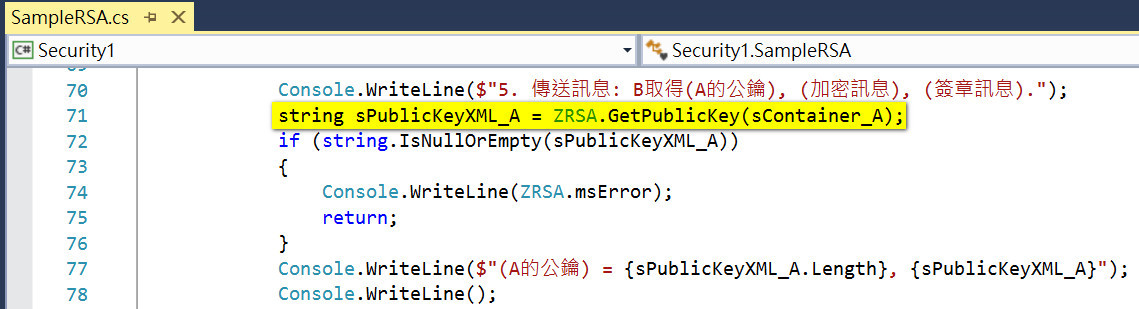 SampleRSA.cs
Security1
Security1.SampleRSA
70 Console.WriteLine($"5. 傳送訊息: B取得(A的公鑰), (加密訊息), (簽章訊息).");
71 string sPublicKeyXML_A = ZRSA.GetPublicKey(sContainer_A);
72 if (string.IsNullOrEmpty(sPublicKeyXML_A))
73 {
74 Console.WriteLine(ZRSA.msError);
75 return;
76 }
77 Console.WriteLine($"(A的公鑰) = {sPublicKeyXML_A.Length}, {sPublicKeyXML_A}");
78 Console.WriteLine();